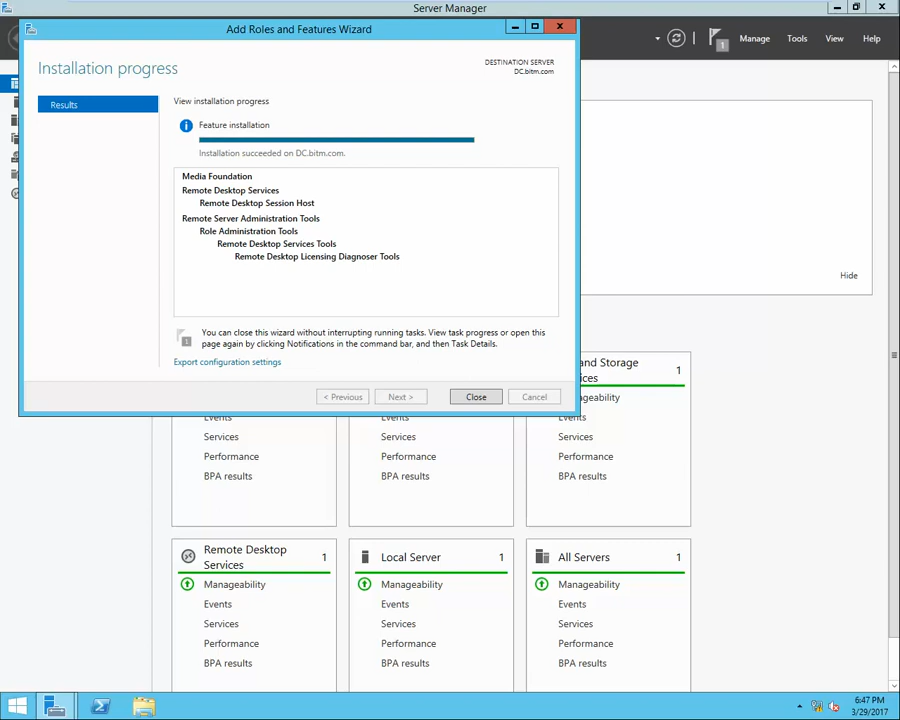 Server Manager
Add Roles and Features Wizard
1
Manage
Tools
View
Help
Installation progress
DESTINATION SERVER
DC.bitm.com
Results
View installation progress
Feature installation
Installation succeeded on DC.bitm.com.
Media Foundation
Remote Desktop Services
Remote Desktop Session Host
Remote Server Administration Tools
Role Administration Tools
Remote Desktop Services Tools
Remote Desktop Licensing Diagnoser Tools
Hide
1
You can close this wizard without interrupting running tasks. View task progress or open this
page again by clicking Notifications in the command bar, and then Task Details.
Export configuration settings
< Previous
Next >
Close
Cancel
and Storage
ices
1
ageability
Events
Services
Performance
BPA results
Services
Performance
BPA results
Events
Services
Performance
BPA results
Remote Desktop
Services
1
Manageability
Events
Services
Performance
BPA results
Local Server
1
Manageability
Events
Services
Performance
BPA results
All Servers
1
Manageability
Events
Services
Performance
BPA results
6:47 PM
3/29/2017